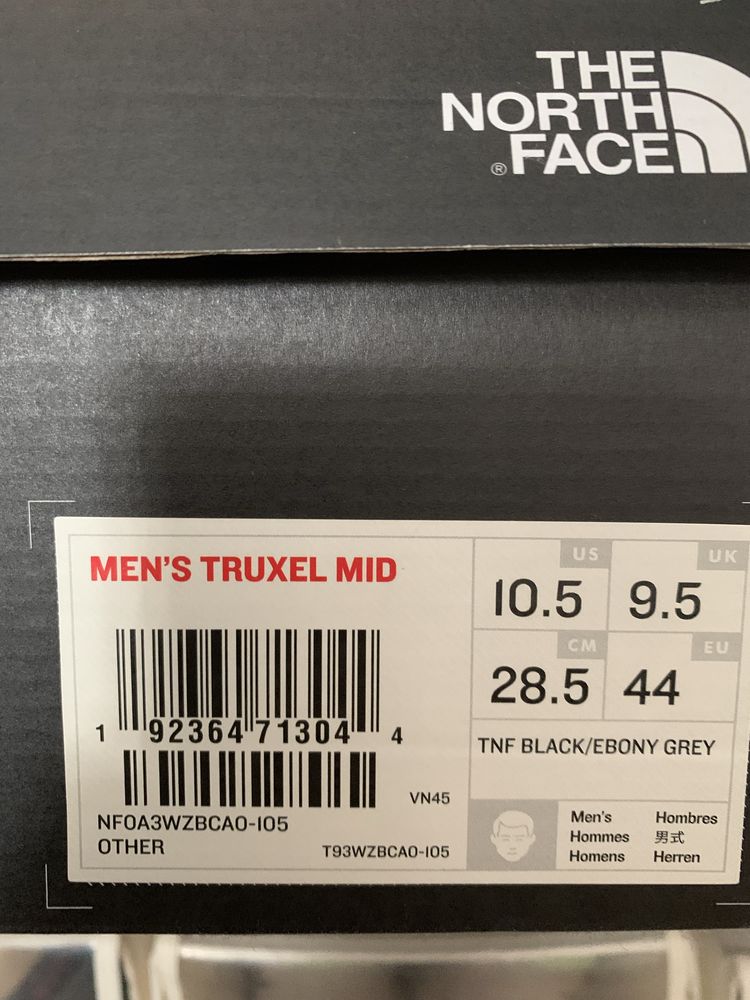 THE
NORTH
® FACE
MEN'S TRUXEL MID
US
10.5
UK
9.5
CM
28.5
EU
44
1 92364 71304 4
TNF BLACK/EBONY GREY
VN45
NF0A3WZBCA0-I05
OTHER
T93WZBCA0-I05
Men's Hombres
Hommes 男式
Homens Herren